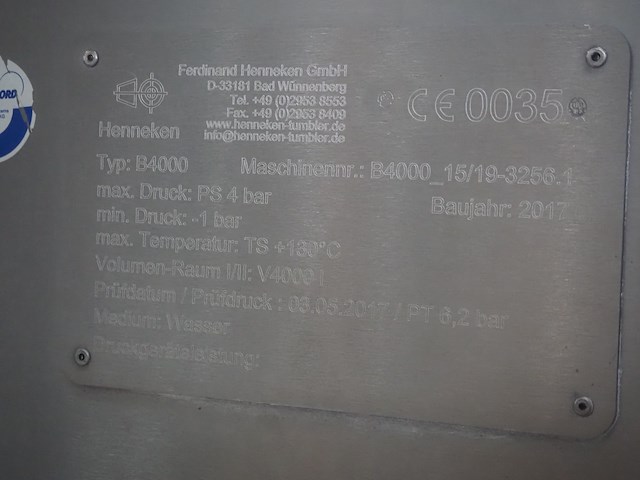 Ferdinand Henneken GmbH
D-33181 Bad Wünnenberg
Tel. +49 (0)2953 8553
Fax. +49 (0)2953 8409
www.henneken-tumbler.de
info@henneken-tumbler.de
Henneken
CE 0035
Typ: B4000 Maschinennr.: B4000_15/19-3256.1
max. Druck: PS 4 bar Baujahr: 2017
min. Druck: -1 bar
max. Temperatur: TS +130°C
Volumen-Raum I/II: V4009 l
Prüfdatum / Prüfdruck : 03.05.2017 / PT 6,2 bar
Medium: Wasser
Druckgeräteleistung:
ORD